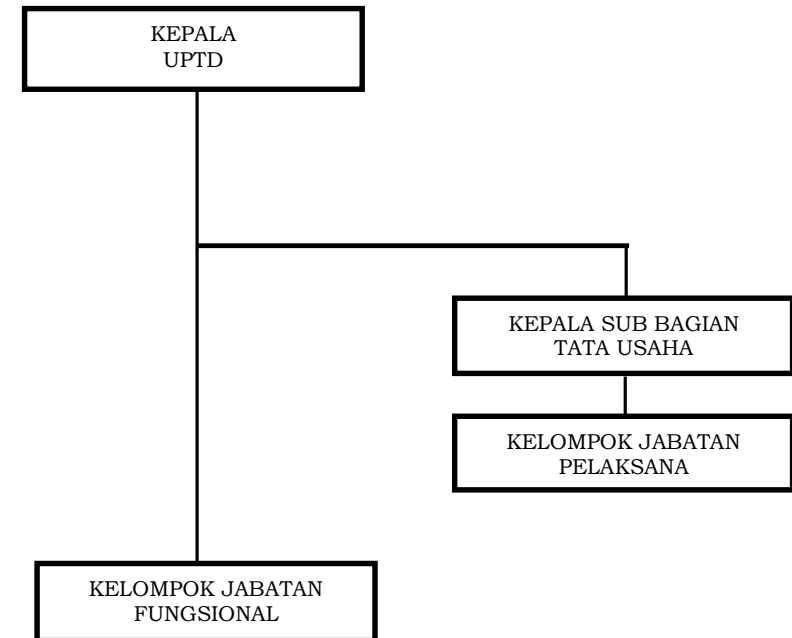 KEPALA
UPTD
KEPALA SUB BAGIAN
TATA USAHA
KELOMPOK JABATAN
PELAKSANA
KELOMPOK JABATAN
FUNGSIONAL